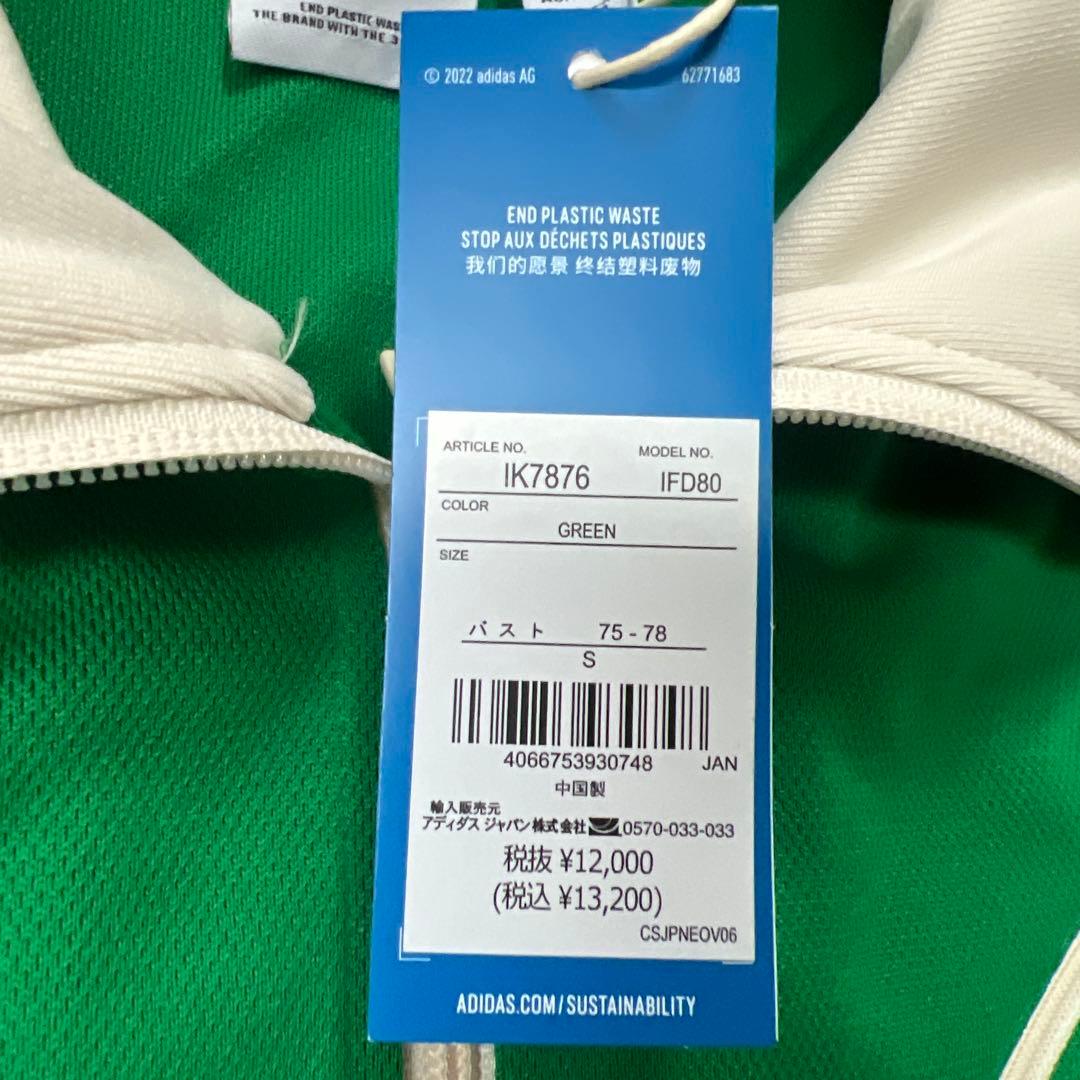 END PLASTIC WAS
THE BRAND WITH THE 3
© 2022 adidas AG 62771683
END PLASTIC WASTE
STOP AUX DÉCHETS PLASTIQUES
我们的愿景 终结塑料废物
ARTICLE NO. MODEL NO.
IK7876 IFD80
COLOR
GREEN
SIZE
バスト 75 - 78
S
4066753930748 JAN
中国製
輸入販売元
アディダス ジャパン株式会社 0570-033-033
税抜 ¥12,000
(税込 ¥13,200)
CSJPNEOV06
ADIDAS.COM/SUSTAINABILITY